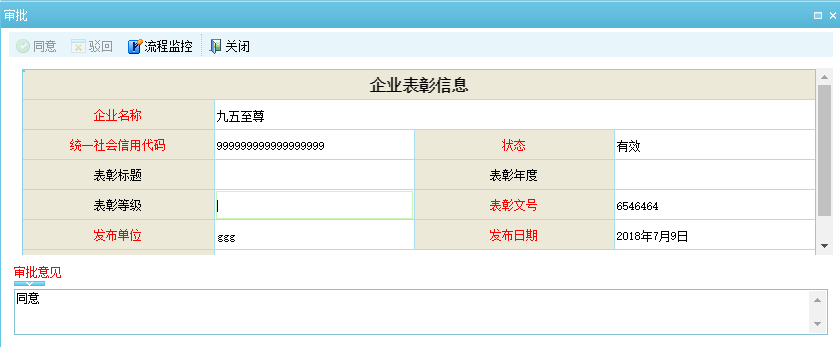 审批
同意 驳回 流程监控 关闭
企业表彰信息
企业名称 九五至尊
统一社会信用代码 999999999999999999 状态 有效
表彰标题 表彰年度
表彰等级 表彰文号 6546464
发布单位 ggg 发布日期 2018年7月9日
审批意见
同意